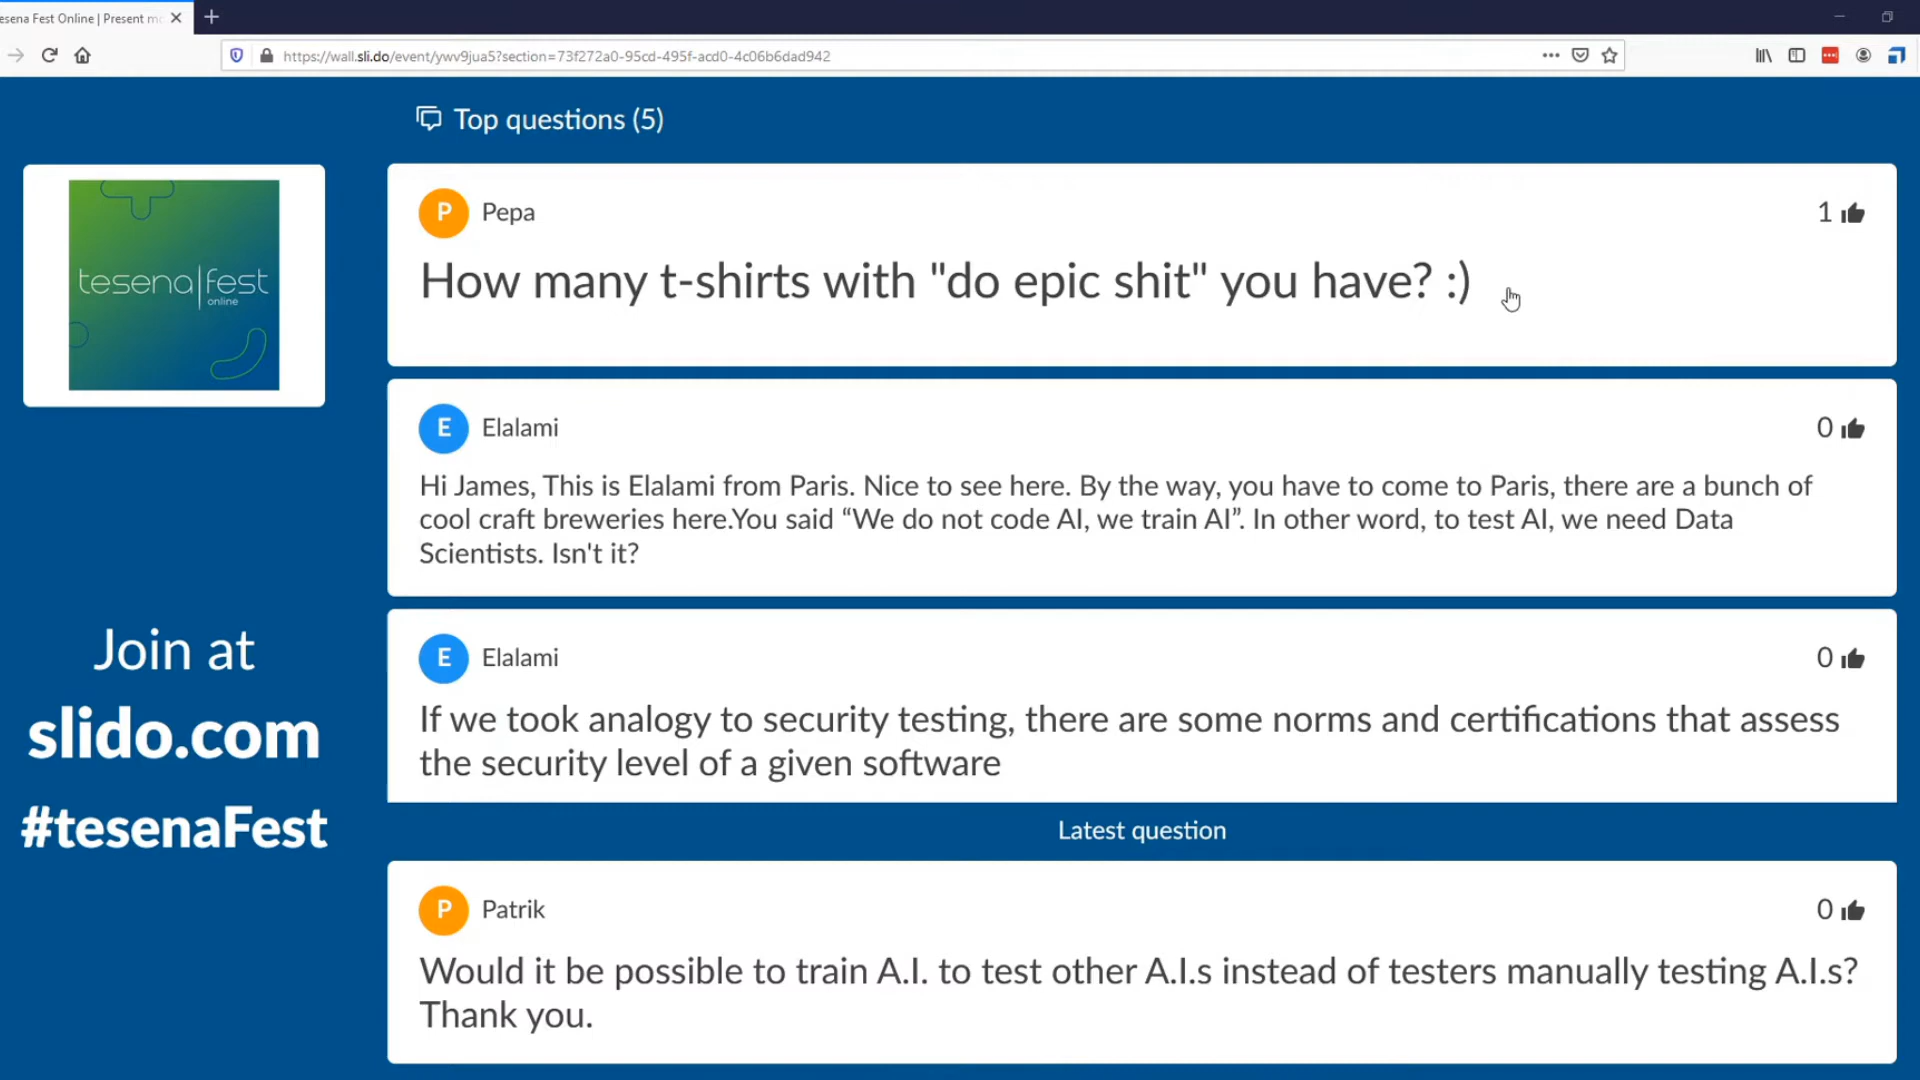 esena Fest Online | Present mo
https://wall.sli.do/event/ywv9jua5?section=73f272a0-95cd-495f-acd0-4c06b6dad942
Top questions (5)
tesena|fest
online
P Pepa 1
How many t-shirts with "do epic shit" you have? :)
E Elalami 0
Hi James, This is Elalami from Paris. Nice to see here. By the way, you have to come to Paris, there are a bunch of
cool craft breweries here.You said “We do not code AI, we train AI”. In other word, to test AI, we need Data
Scientists. Isn't it?
E Elalami 0
If we took analogy to security testing, there are some norms and certifications that assess
the security level of a given software
Join at
slido.com
#tesenaFest
Latest question
P Patrik 0
Would it be possible to train A.I. to test other A.I.s instead of testers manually testing A.I.s?
Thank you.